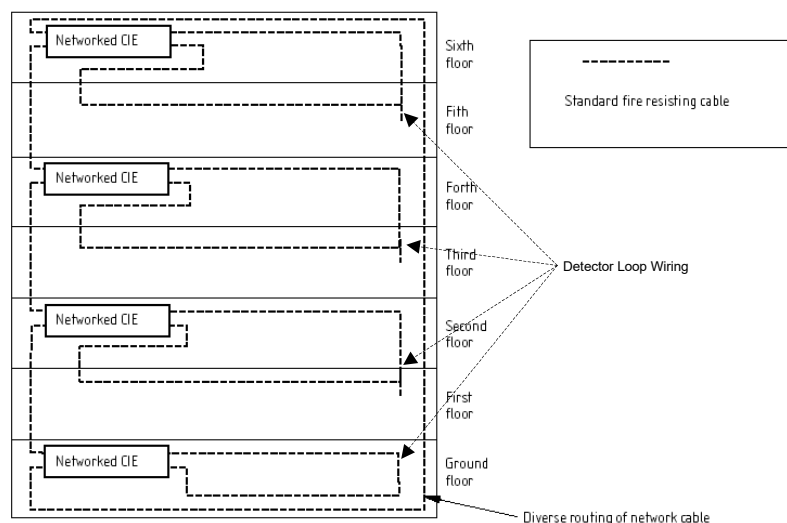 Networked CIE
Sixth
floor
Standard fire resisting cable
Fith
floor
Networked CIE
Forth
floor
Third
floor
Detector Loop Wiring
Networked CIE
Second
floor
First
floor
Networked CIE
Ground
floor
Diverse routing of network cable